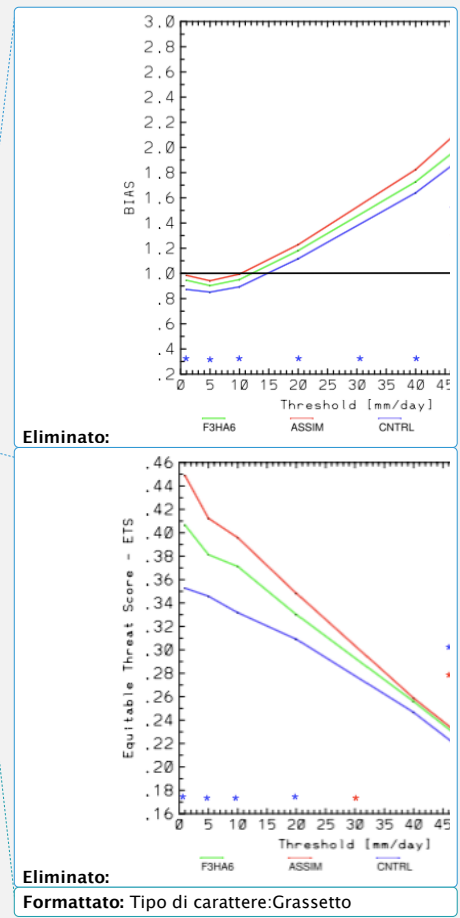 3.0
2.8
2.6
2.4
2.2
2.0
1.8
1.6
1.4
1.2
1.0
.8
.6
.4
.2
BIAS
* * * * * *
0 5 10 15 20 25 30 35 40 45
Threshold [mm/day]
F3HA6 ASSIM CNTRL
Eliminato:
.46
.44
.42
.40
.38
.36
.34
.32
.30
.28
.26
.24
.22
.20
.18
.16
Equitable Threat Score - ETS
*
*
* * * * *
0 5 10 15 20 25 30 35 40 45
Threshold [mm/day]
F3HA6 ASSIM CNTRL
Eliminato:
Formattato: Tipo di carattere:Grassetto